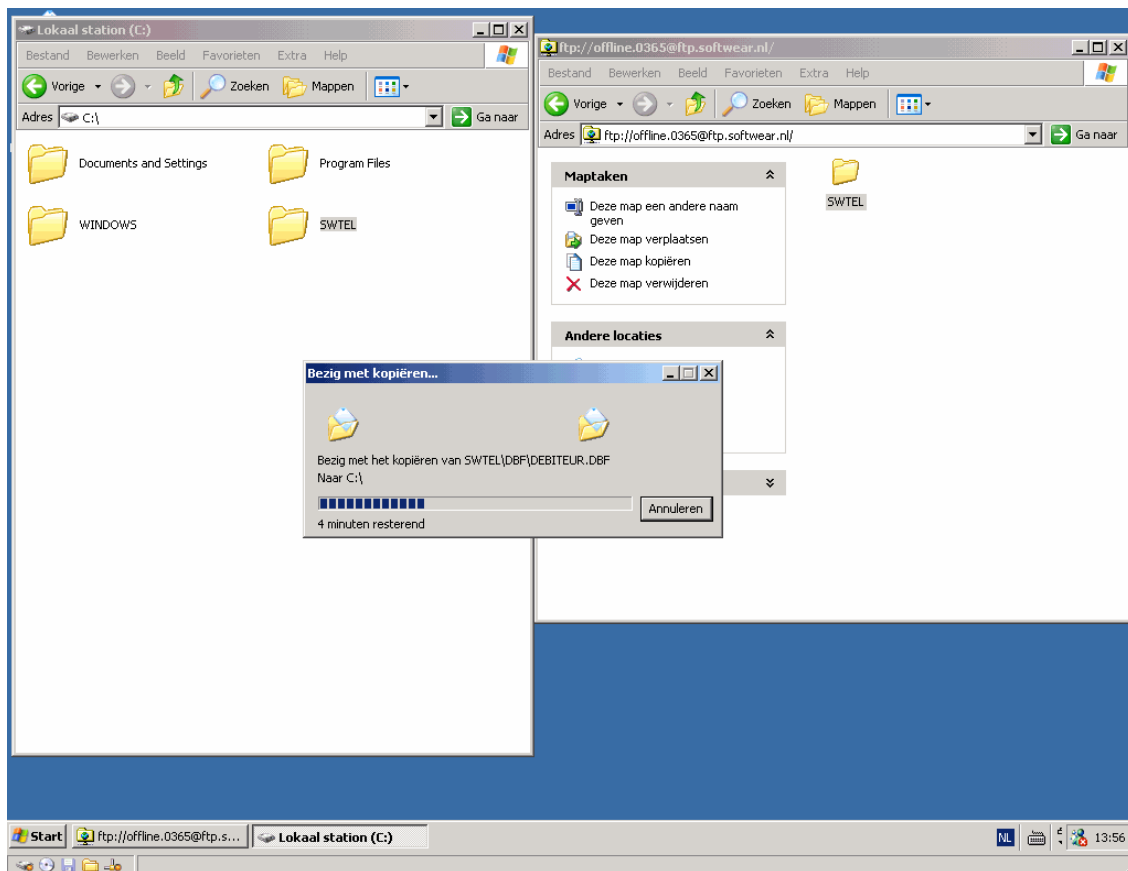 Lokaal station (C:)
Bestand Bewerken Beeld Favorieten Extra Help
Vorige Zoeken Mappen
Adres C:\ Ga naar
Documents and Settings
Program Files
WINDOWS
SWTEL
ftp://offline.0365@ftp.softwear.nl/
Bestand Bewerken Beeld Favorieten Extra Help
Vorige Zoeken Mappen
Adres ftp://offline.0365@ftp.softwear.nl/ Ga naar
Maptaken
Deze map een andere naam
geven
Deze map verplaatsen
Deze map kopiëren
Deze map verwijderen
Andere locaties
SWTEL
Bezig met kopiëren...
Bezig met het kopiëren van SWTEL\DBF\DEBITEUR.DBF
Naar C:\
4 minuten resterend
Annuleren
Start ftp://offline.0365@ftp.s... Lokaal station (C:) NL 13:56